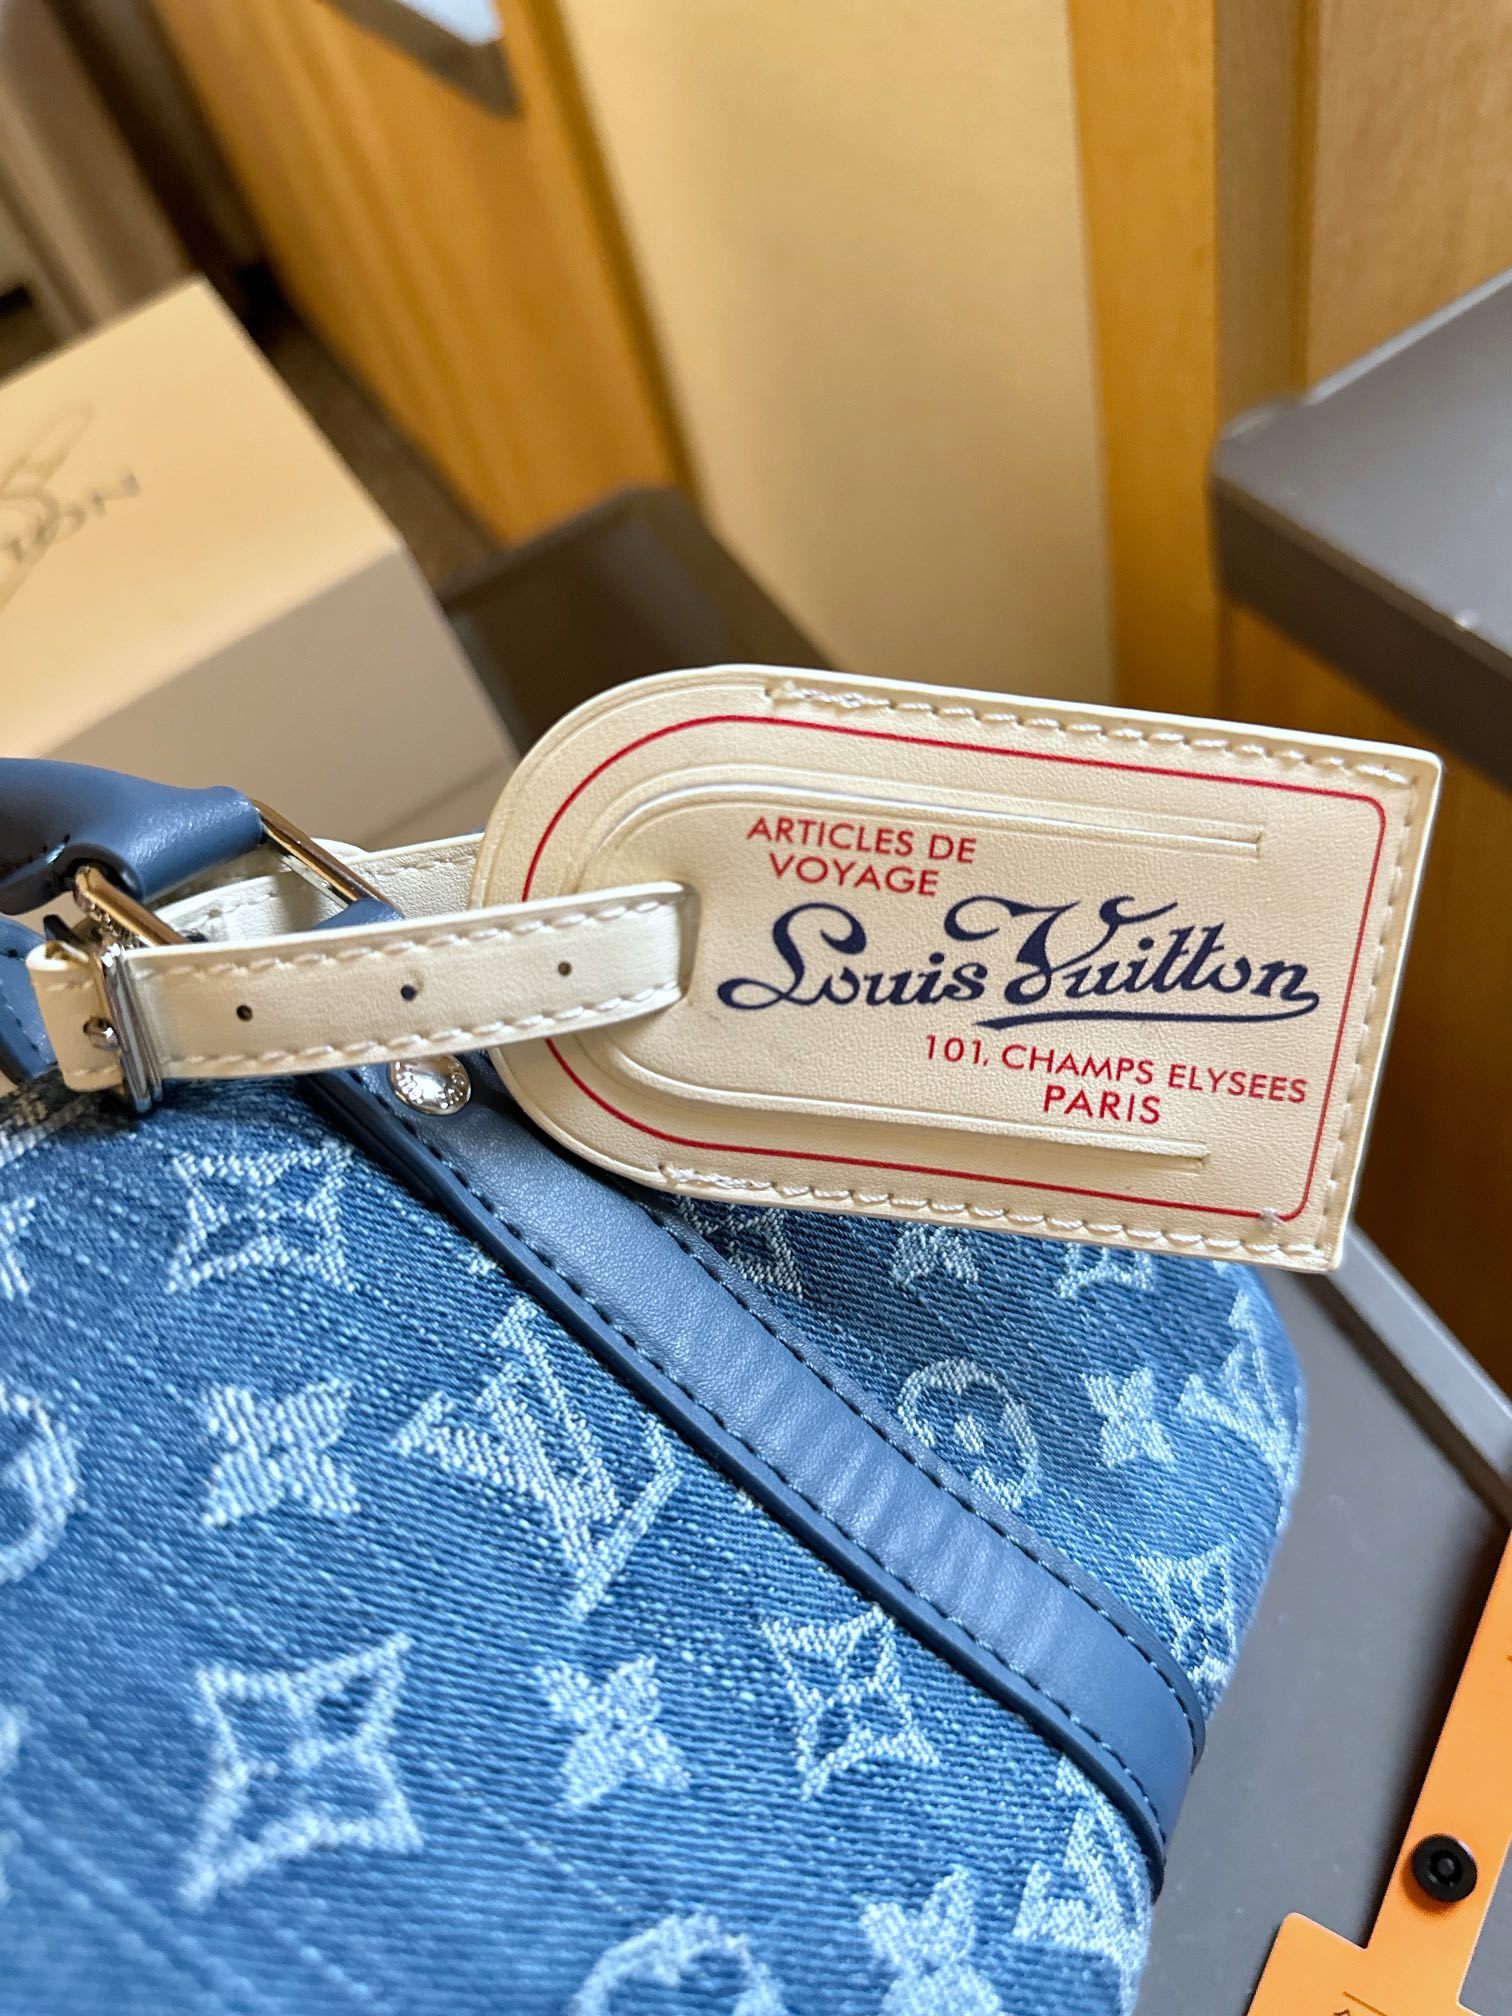 ARTICLES DE
VOYAGE
Louis Vuitton
101, CHAMPS ELYSEES
PARIS